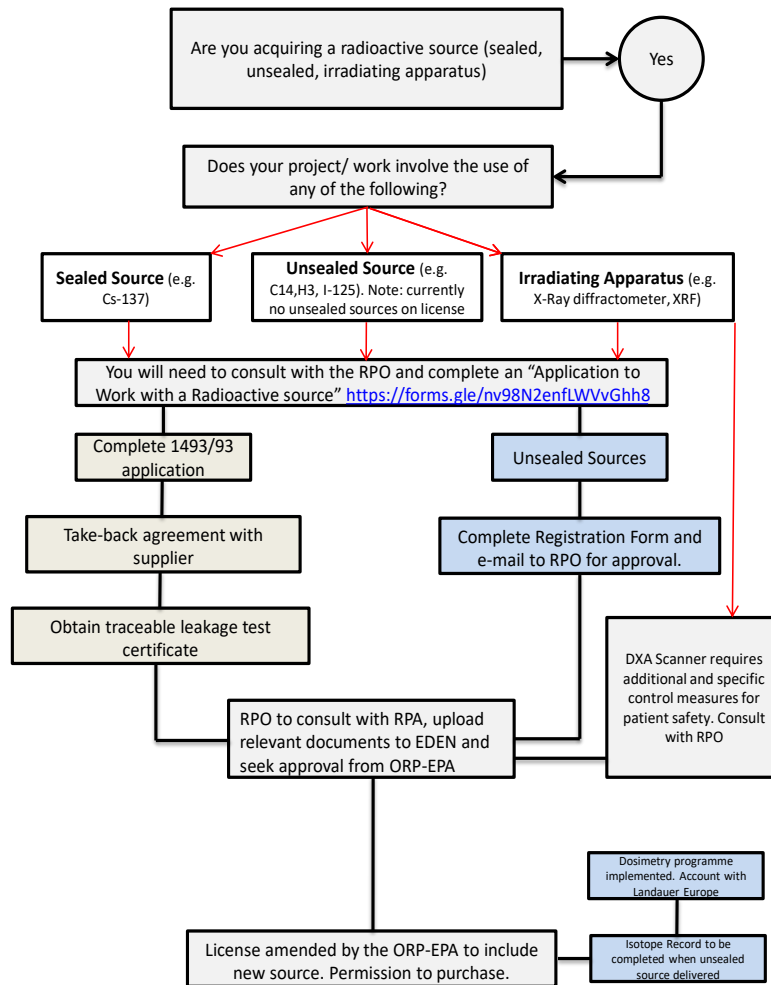 Are you acquiring a radioactive source (sealed,
unsealed, irradiating apparatus)
Yes
Does your project/ work involve the use of
any of the following?
Sealed Source (e.g.
Cs-137)
Unsealed Source (e.g.
C14,H3, I-125). Note: currently
no unsealed sources on license
Irradiating Apparatus (e.g.
X-Ray diffractometer, XRF)
You will need to consult with the RPO and complete an “Application to
Work with a Radioactive source” https://forms.gle/nv98N2enfLWVvGhh8
Complete 1493/93
application
Unsealed Sources
Take-back agreement with
supplier
Complete Registration Form and
e-mail to RPO for approval.
Obtain traceable leakage test
certificate
DXA Scanner requires
additional and specific
control measures for
patient safety. Consult
with RPO
RPO to consult with RPA, upload
relevant documents to EDEN and
seek approval from ORP-EPA
Dosimetry programme
implemented. Account with
Landauer Europe
License amended by the ORP-EPA to include
new source. Permission to purchase.
Isotope Record to be
completed when unsealed
source delivered